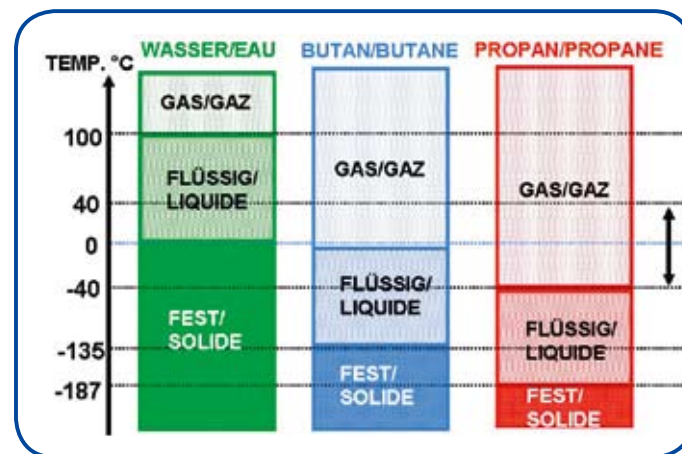 WASSER/EAU
BUTAN/BUTANE
PROPAN/PROPANE
TEMP. °C
100
40
0
-40
-135
-187
GAS/GAZ
FLÜSSIG/
LIQUIDE
FEST/
SOLIDE
GAS/GAZ
FLÜSSIG/
LIQUIDE
FEST/
SOLIDE
GAS/GAZ
FLÜSSIG/
LIQUIDE
FEST/
SOLIDE